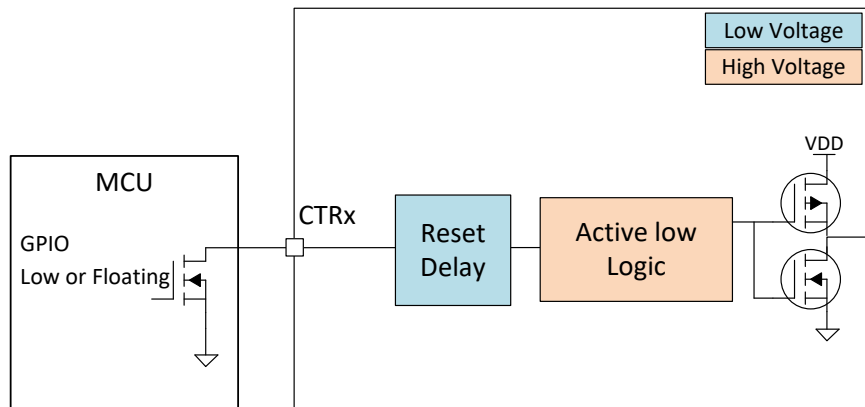 Low Voltage
High Voltage
VDD
MCU
CTRx
GPIO
Low or Floating
Reset
Delay
Active low
Logic